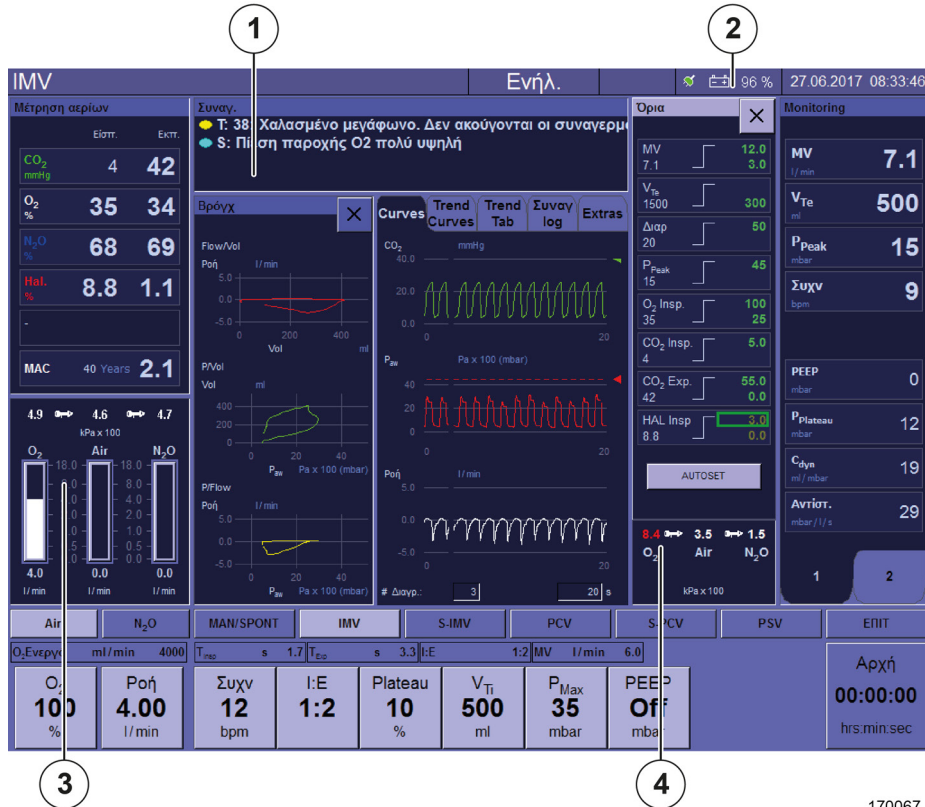 1
2
IMV
Ενήλ.
96 %
27.06.2017 08:33:46
Μέτρηση αερίων
Είσπ. Εκπ.
CO2 mmHg 4 42
O2 % 35 34
N2O % 68 69
Hal. % 8.8 1.1
-
MAC 40 Years 2.1
Συναγ.
T: 38: Χαλασμένο μεγάφωνο. Δεν ακούγονται οι συναγερμο
S: Πίεση παροχής O2 πολύ υψηλή
Βρόγχ
Flow/Vol
Ροή l/min
5.0
0.0
-5.0
0 200 400
Vol ml
P/Vol
Vol ml
400
200
0
0 20 40
Paw Pa x 100 (mbar)
P/Flow
Ροή l/min
5.0
0.0
-5.0
0 20 40
Paw Pa x 100 (mbar)
Curves
Trend Curves
Trend Tab
Συναγ log
Extras
CO2 mmHg
40.0
20.0
0.0
0 20
Paw Pa x 100 (mbar)
40
20
0
0 20
Ροή l/min
5.0
0.0
-5.0
0 20
# Διαγρ.: 3 20 s
Όρια
MV 12.0
7.1 3.0
VTe
1500 300
Διαρ 50
20
PPeak 45
15
O2 Insp. 100
35 25
CO2 Insp. 5.0
4
CO2 Exp. 55.0
42 0.0
HAL Insp 3.0
8.8 0.0
AUTOSET
8.4 3.5 1.5
O2 Air N2O
kPa x 100
Monitoring
MV l/min 7.1
VTe ml 500
PPeak mbar 15
Συχν bpm 9
PEEP mbar 0
PPlateau mbar 12
Cdyn ml/mbar 19
Αντίστ. mbar/l/s 29
1 2
4.9 4.6 4.7
kPa x 100
O2 Air N2O
18.0 18.0
8.0 8.0
4.0 4.0
1.0 2.0
0.5 1.0
0.0 0.5
0.0
4.0 0.0 0.0
l/min l/min l/min
Air N2O MAN/SPONT IMV S-IMV PCV S-PCV PSV ΕΠΙΤ
ml/min 4000 s 1.7 TExp s 3.3 I:E 1:2 MV l/min 6.0
O2 100 %
Ροή 4.00 l/min
Συχν 12 bpm
I:E 1:2
Plateau 10 %
VTi 500 ml
PMax 35 mbar
PEEP Off mbar
Αρχή
00:00:00
hrs:min:sec
3
4
170067